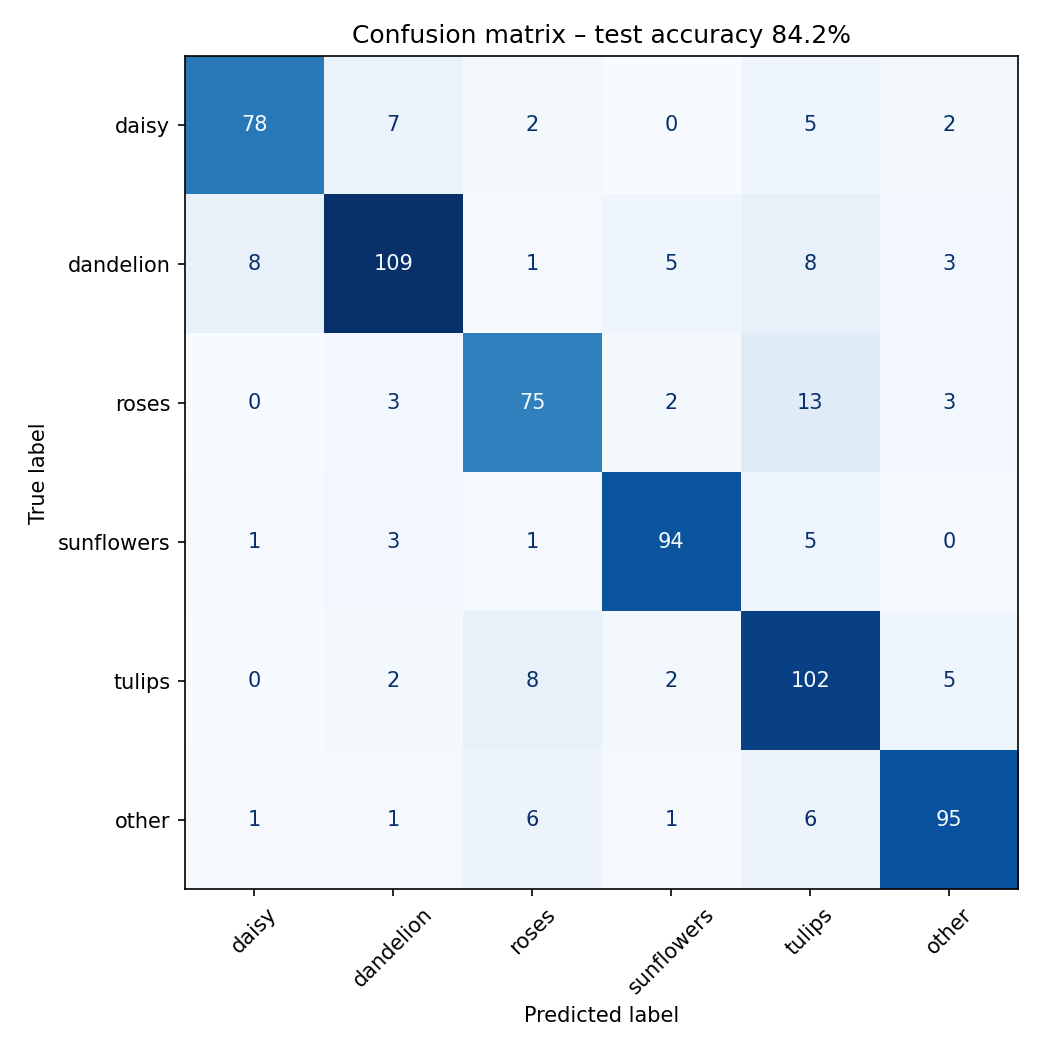 Confusion matrix – test accuracy 84.2%
daisy 78 7 2 0 5 2
dandelion 8 109 1 5 8 3
roses 0 3 75 2 13 3
sunflowers 1 3 1 94 5 0
tulips 0 2 8 2 102 5
other 1 1 6 1 6 95
True label
daisy dandelion roses sunflowers tulips other
Predicted label